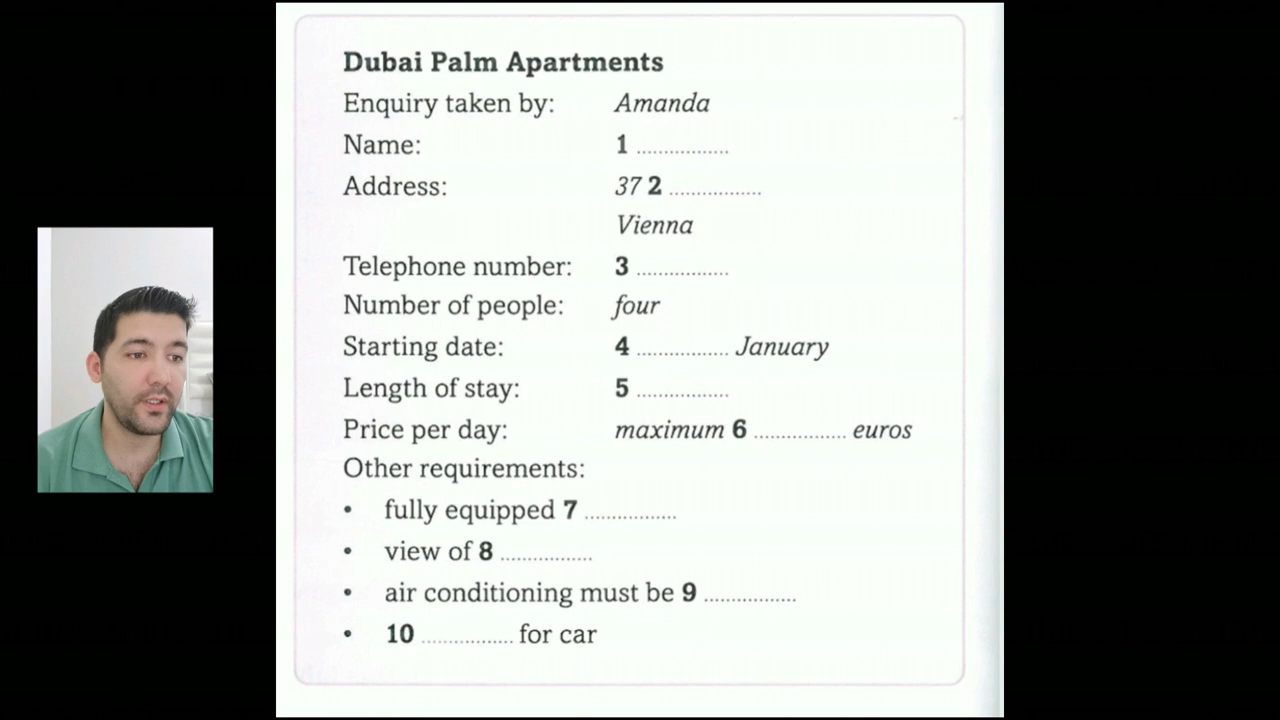 Dubai Palm Apartments
Enquiry taken by: Amanda
Name: 1 ................
Address: 37 2 ................
Vienna
Telephone number: 3 ................
Number of people: four
Starting date: 4 ................ January
Length of stay: 5 ................
Price per day: maximum 6 ................ euros
Other requirements:
• fully equipped 7 ................
• view of 8 ................
• air conditioning must be 9 ................
• 10 ................ for car